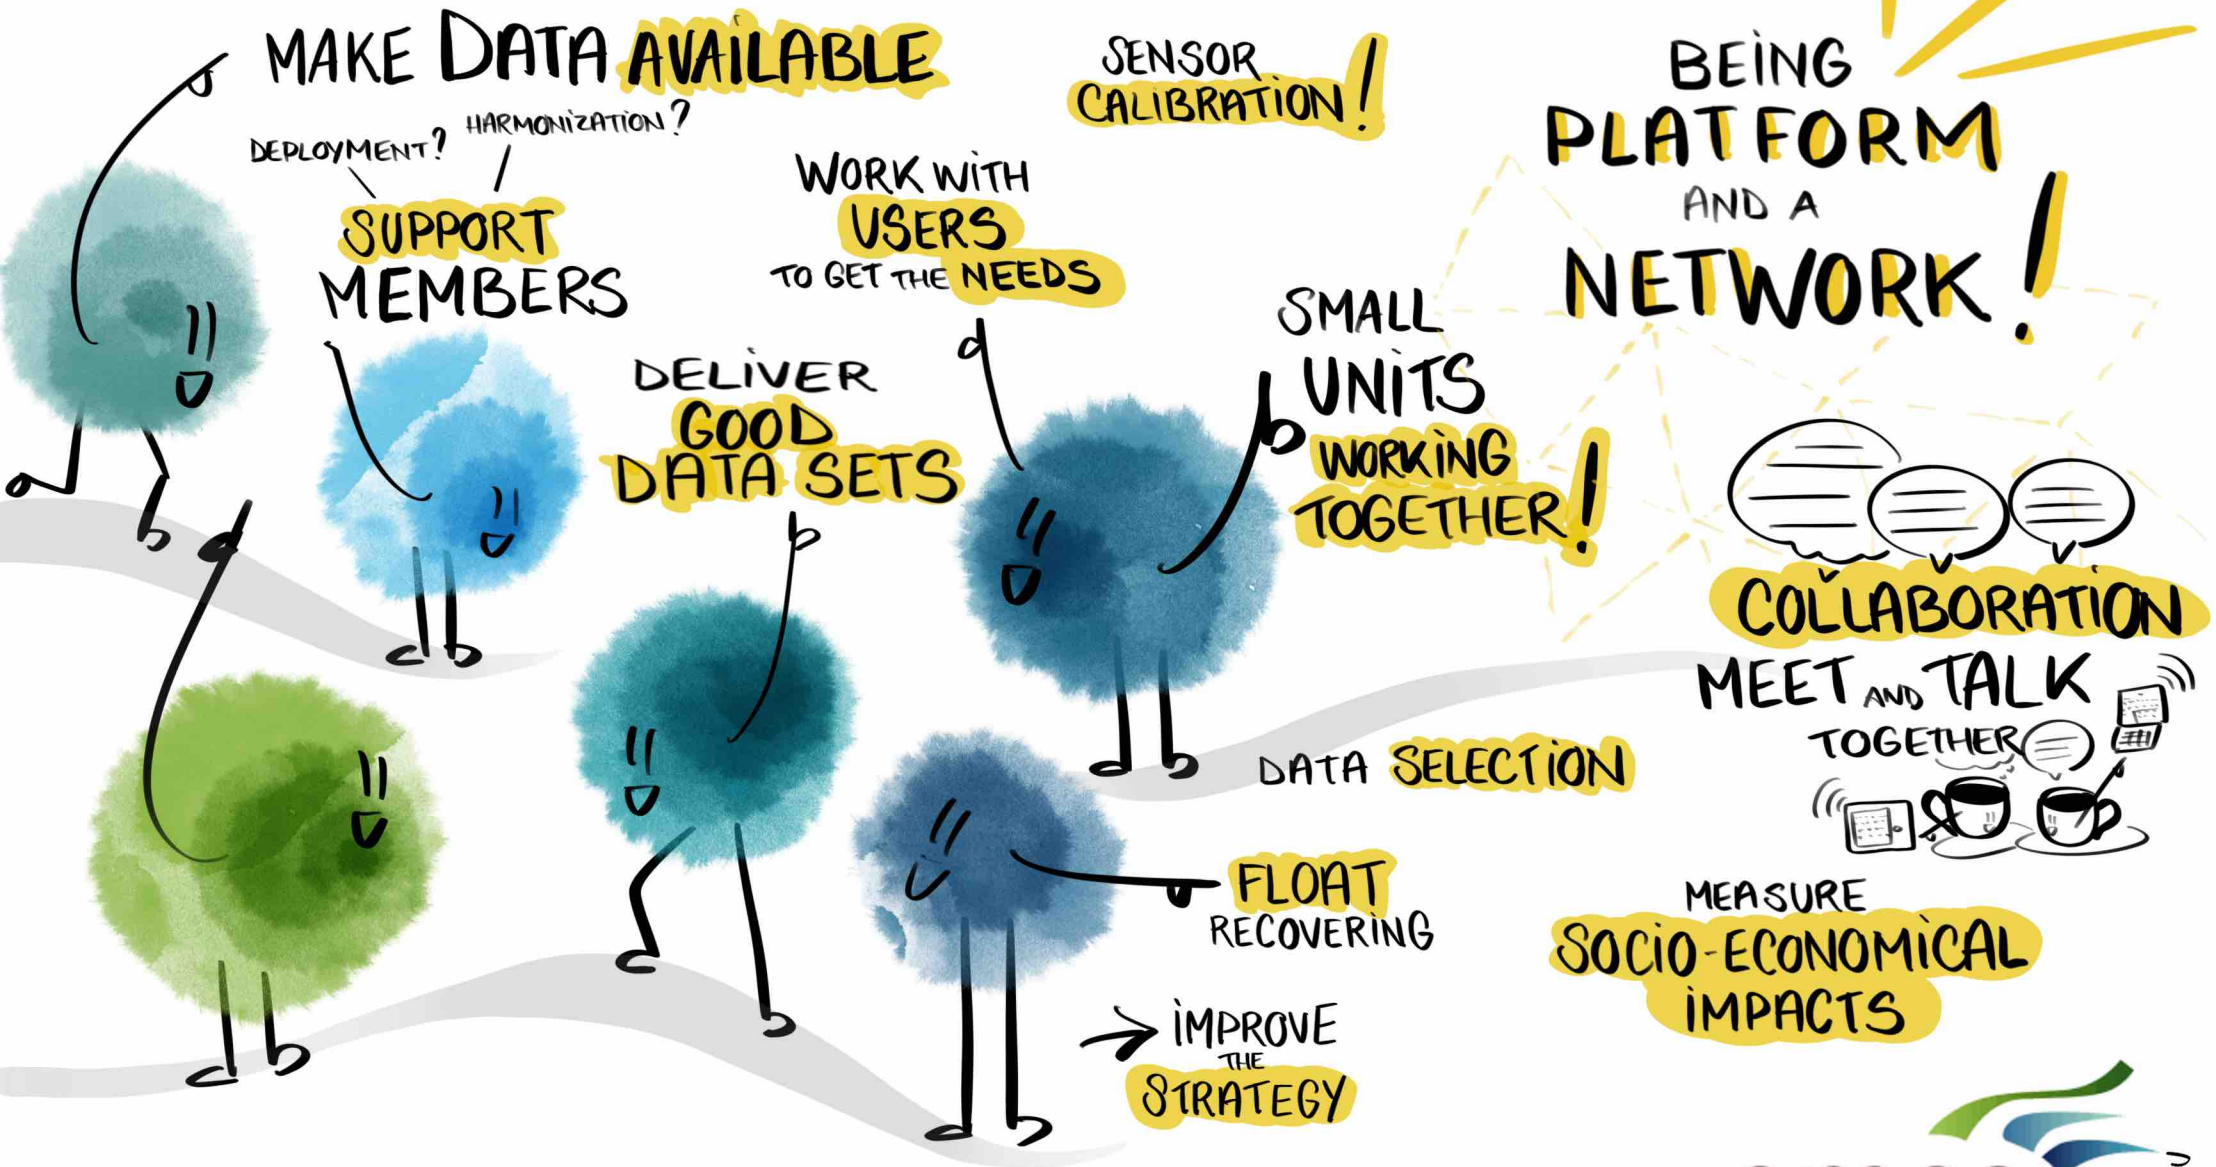 MAKE DATA AVAILABLE
DEPLOYMENT?
HARMONIZATION?
SUPPORT
MEMBERS
SENSOR
CALIBRATION!
WORK WITH
USERS
TO GET THE NEEDS
DELIVER
GOOD
DATA SETS
SMALL
UNITS
WORKING
TOGETHER!
BEING
PLATFORM
AND A
NETWORK!
COLLABORATION
MEET AND TALK
TOGETHER
DATA SELECTION
FLOAT
RECOVERING
IMPROVE
THE
STRATEGY
MEASURE
SOCIO-ECONOMICAL
IMPACTS